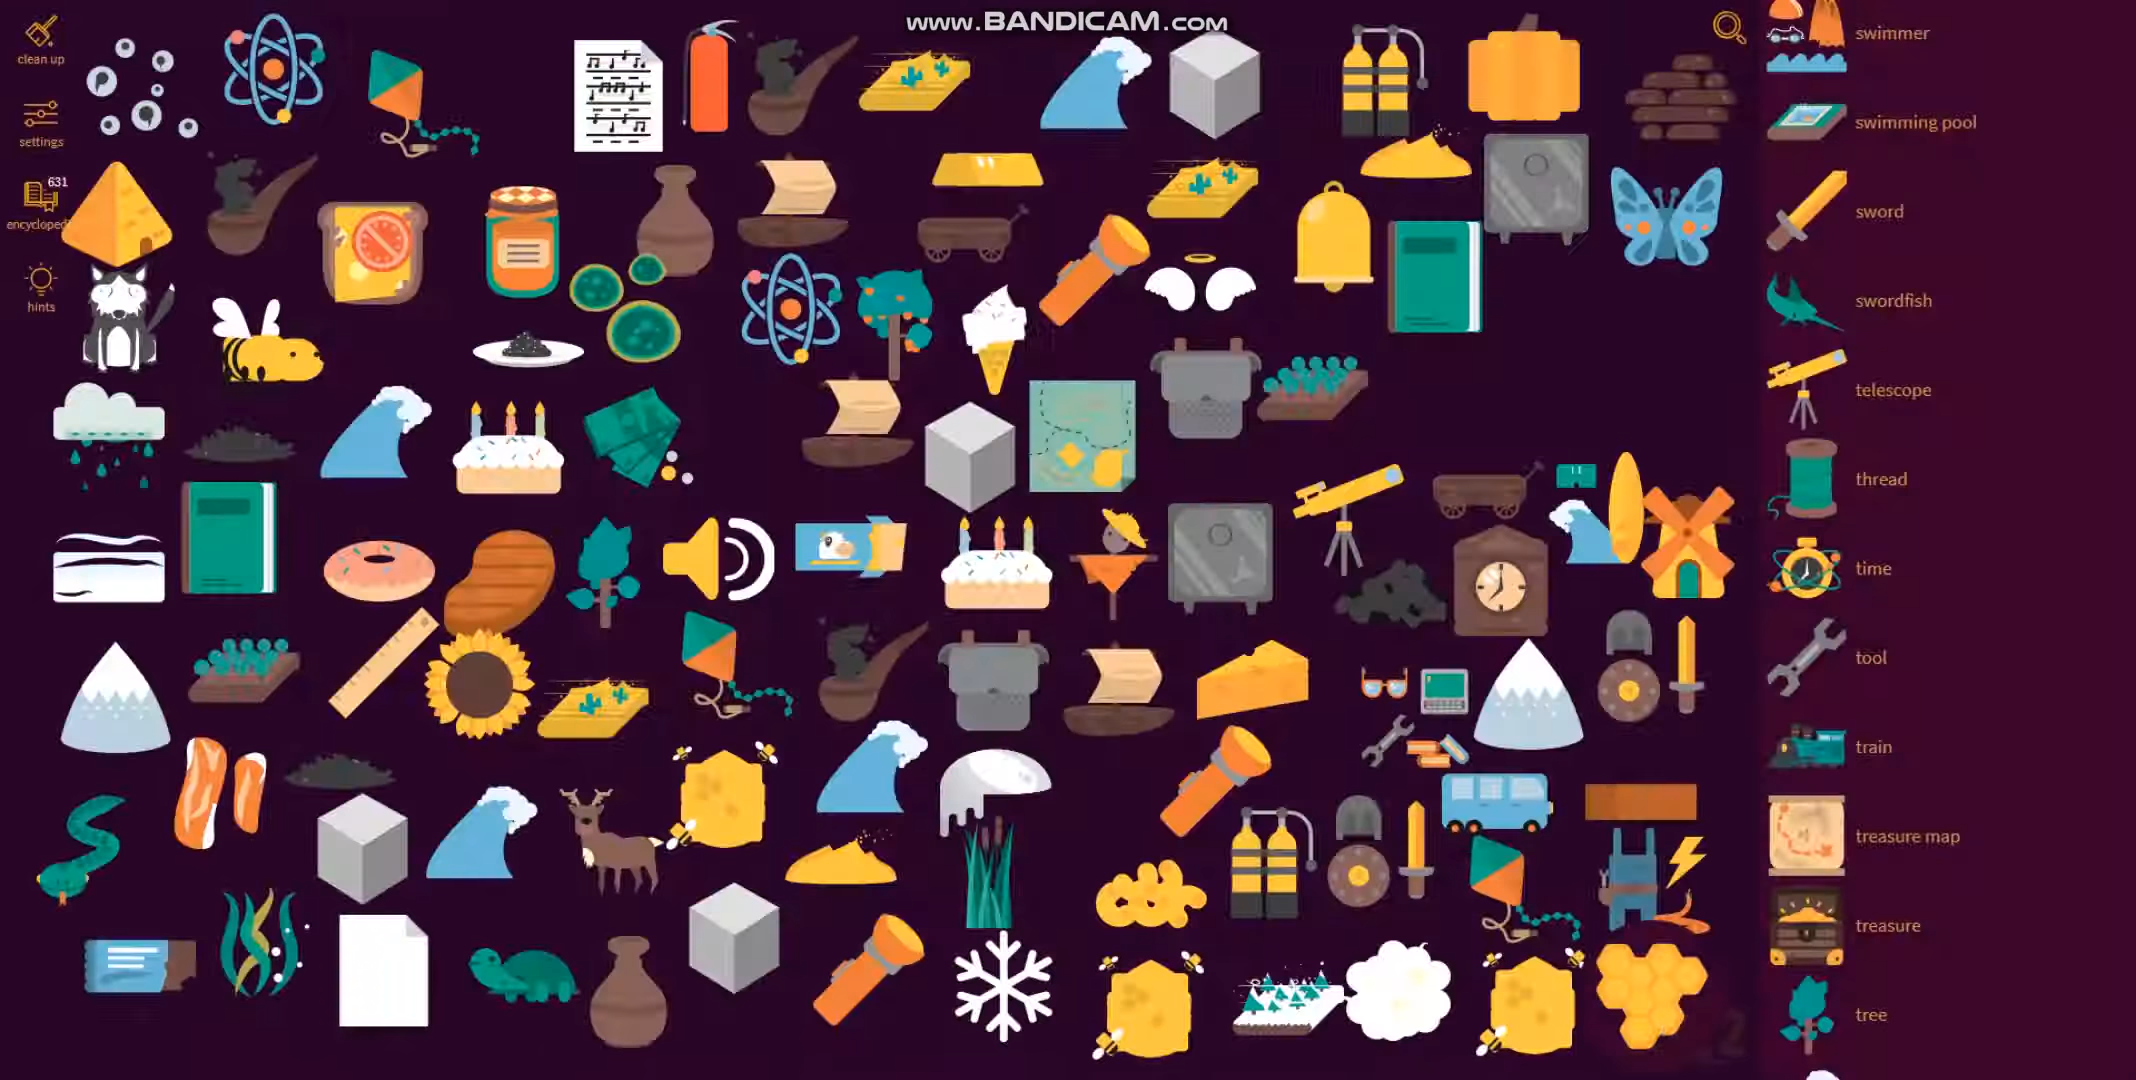 www.BANDICAM.com
clean up
settings
631
encycloped
hints
swimmer
swimming pool
sword
swordfish
telescope
thread
time
tool
train
treasure map
treasure
tree